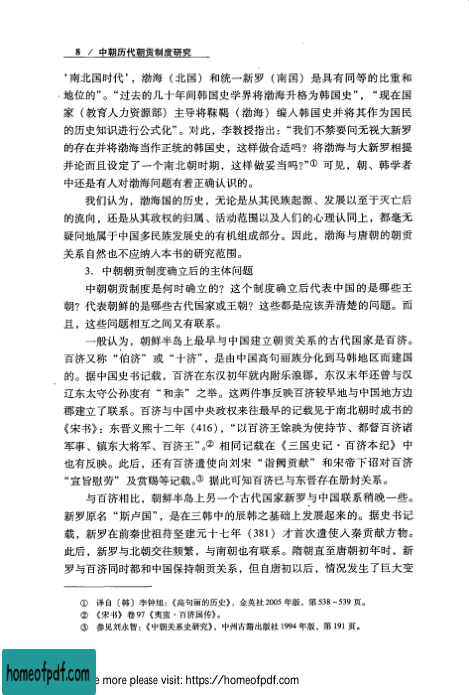 8 / 中朝历代朝贡制度研究
‘南北国时代’，渤海（北国）和统一新罗（南国）是具有同等的比重和
地位的”。“过去的几十年间韩国史学界将渤海升格为韩国史”，“现在国
家（教育人力资源部）主导将靺鞨（渤海）编入韩国史并将其作为国民
的历史知识进行公式化”。对此，李教授指出：“我们不禁要问无视大新罗
的存在并将渤海当作正统的韩国史，这样做合适吗？将渤海与大新罗相提
并论而且设定了一个南北朝时期，这样做妥当吗？”① 可见，朝、韩学者
中还是有人对渤海问题有着正确认识的。
我们认为，渤海国的历史，无论是从其民族起源、发展以至于灭亡后
的流向，还是从其政权的归属、活动范围以及人们的心理认同上，都毫无
疑问地属于中国多民族发展史的有机组成部分。因此，渤海与唐朝的朝贡
关系自然也不应纳入本书的研究范围。
3．中朝朝贡制度确立后的主体问题
中朝朝贡制度是何时确立的？这个制度确立后代表中国的是哪些王
朝？代表朝鲜的是哪些古代国家或王朝？这些都是应该弄清楚的问题。而
且，这些问题相互之间又有联系。
一般认为，朝鲜半岛上最早与中国建立朝贡关系的古代国家是百济。
百济又称“伯济”或“十济”，是由中国高句丽族分化到马韩地区而建国
的。据中国史书记载，百济在东汉初年就内附乐浪郡，东汉末年还曾与汉
辽东太守公孙度有“和亲”之举。这两件事反映百济较早地与中国地方边
郡建立了联系。百济与中国中央政权来往最早的记载见于南北朝时成书的
《宋书》：东晋义熙十二年（416），“以百济王馀映为使持节、都督百济诸
军事、镇东大将军、百济王”。② 相同记载在《三国史记·百济本纪》中
也有反映。此后，还有百济遣使向刘宋“诣阙贡献”和宋帝下诏对百济
“宣旨慰劳”及赏赐等记载。③ 据此可知百济已与东晋存在册封关系。
与百济相比，朝鲜半岛上另一个古代国家新罗与中国联系稍晚一些。
新罗原名“斯卢国”，是在三韩中的辰韩之基础上发展起来的。据史书记
载，新罗在前秦世祖苻坚建元十七年（381）才首次遣使入秦贡献方物。
此后，新罗与北朝交往频繁，与南朝也有联系。隋朝直至唐朝初年时，新
罗与百济同时都和中国保持朝贡关系，但自唐初以后，情况发生了巨大变
① 译自〔韩〕李钟旭：《高句丽的历史》，金英社2005年版，第538－539页。
② 《宋书》卷97《夷蛮·百济国传》。
③ 参见刘永智：《中朝关系史研究》，中州古籍出版社1994年版，第191页。
homeofpdf.com
e more please visit: https://homeofpdf.com